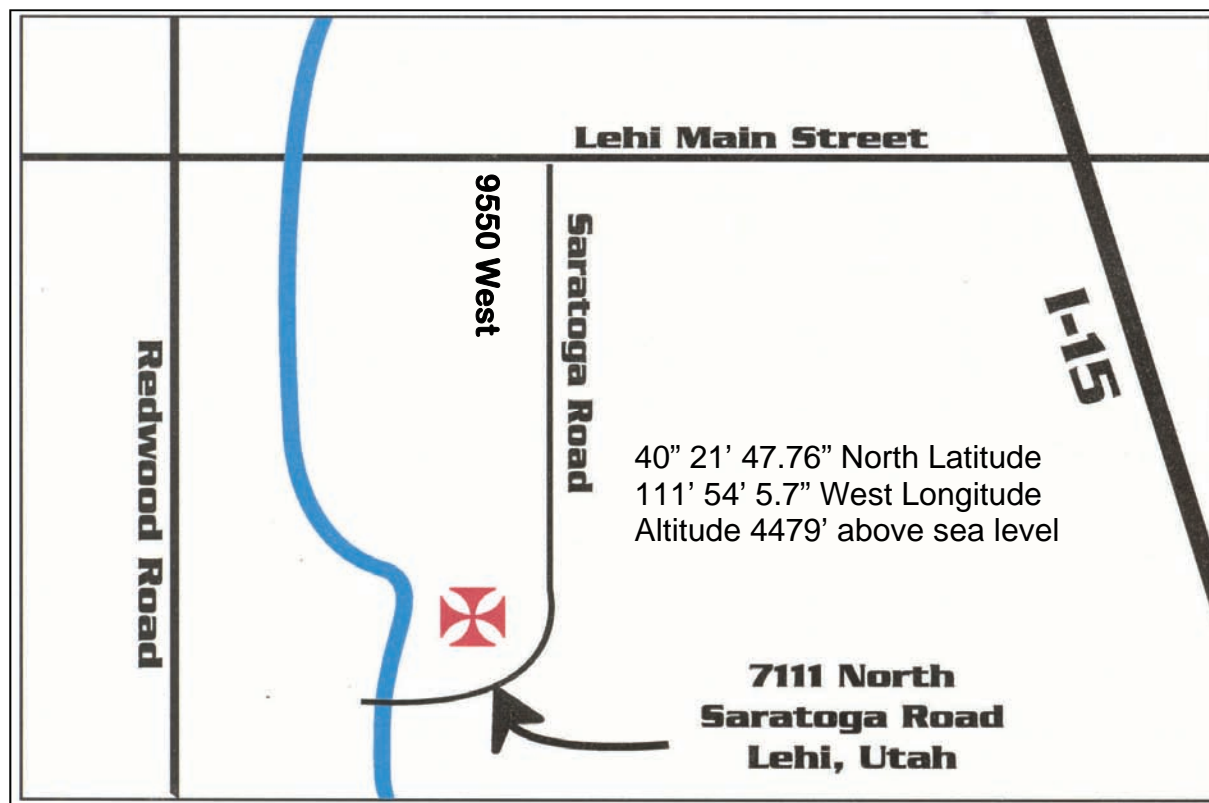 Lehi Main Street
9550 West
Saratoga Road
Redwood Road
I-15
40” 21’ 47.76” North Latitude
111’ 54’ 5.7” West Longitude
Altitude 4479’ above sea level
7111 North
Saratoga Road
Lehi, Utah